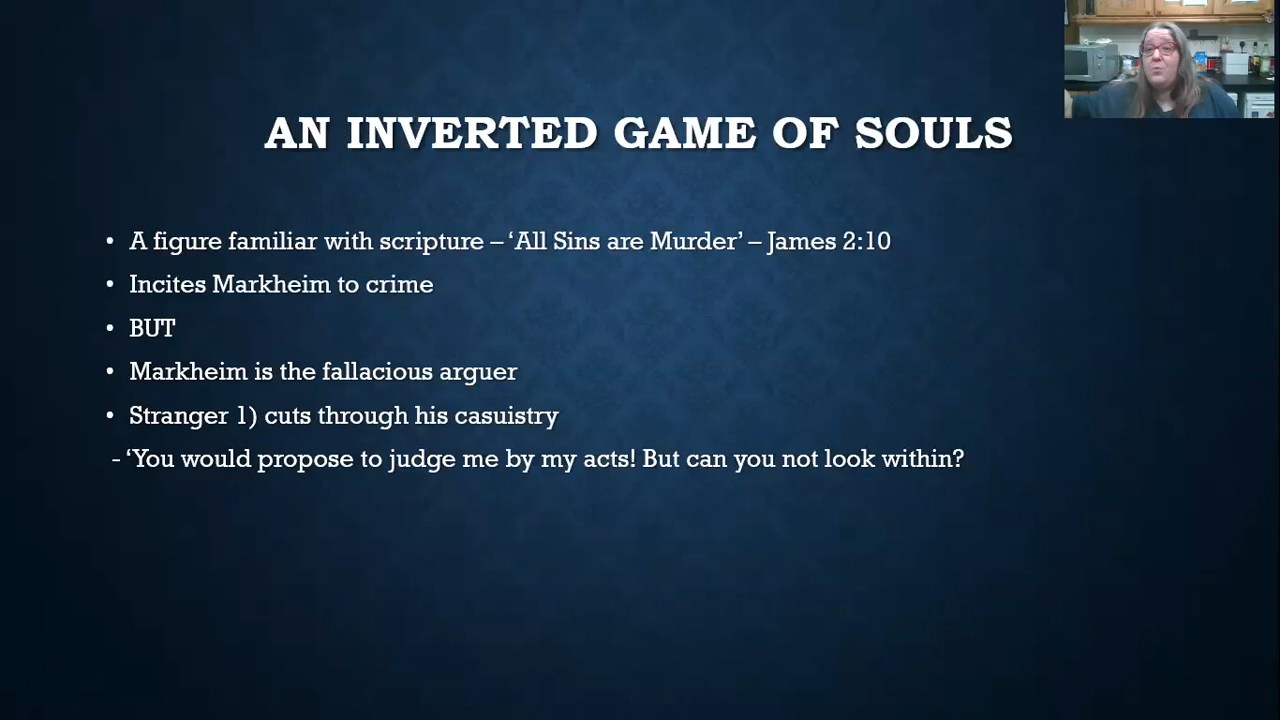 AN INVERTED GAME OF SOULS
• A figure familiar with scripture – ‘All Sins are Murder’ – James 2:10
• Incites Markheim to crime
• BUT
• Markheim is the fallacious arguer
• Stranger 1) cuts through his casuistry
- ‘You would propose to judge me by my acts! But can you not look within?